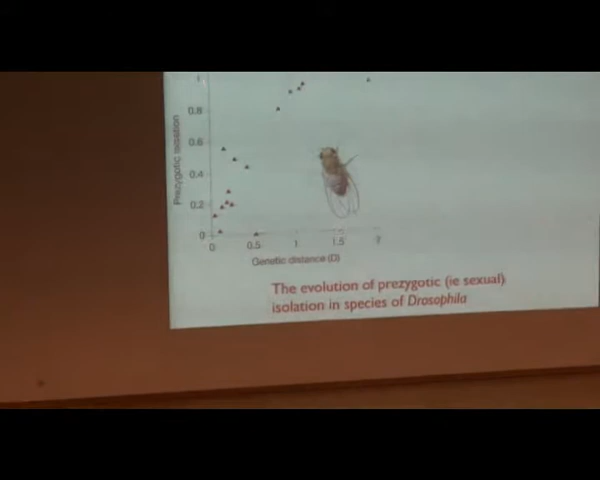 1
0.8
0.6
0.4
0.2
0
Prezygotic isolation
0 0.5 1 1.5 2
Genetic distance (D)
The evolution of prezygotic (ie sexual)
isolation in species of Drosophila